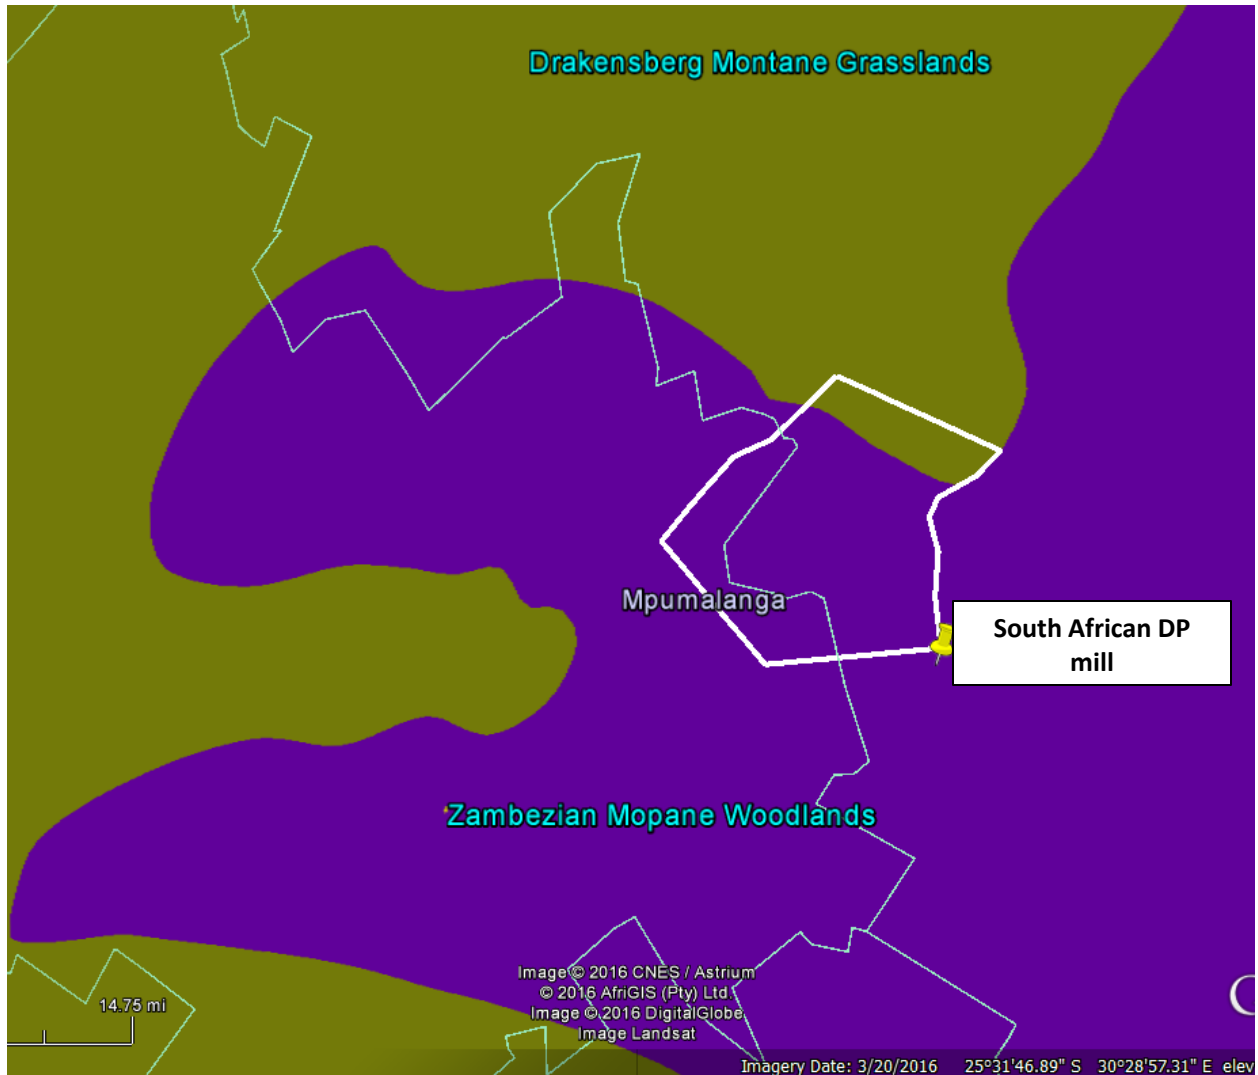 Drakensberg Montane Grasslands
Mpumalanga
South African DP
mill
Zambezian Mopane Woodlands
14.75 mi
Image © 2016 CNES / Astrium
© 2016 AfriGIS (Pty) Ltd.
Image © 2016 DigitalGlobe
Image Landsat
Imagery Date: 3/20/2016 25°31'46.89" S 30°28'57.31" E elev